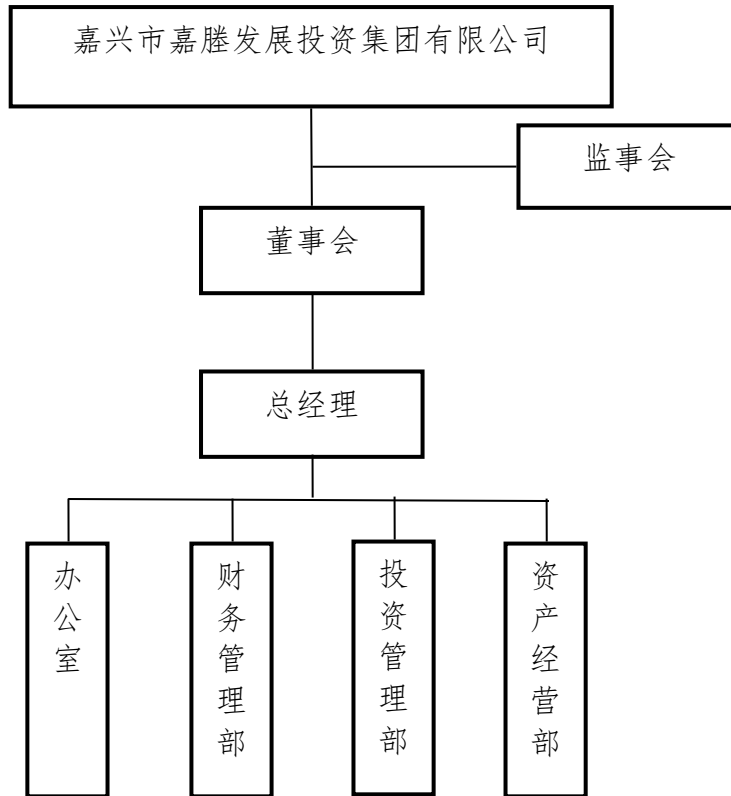 嘉兴市嘉塍发展投资集团有限公司
监事会
董事会
总经理
办公室
财务管理部
投资管理部
资产经营部